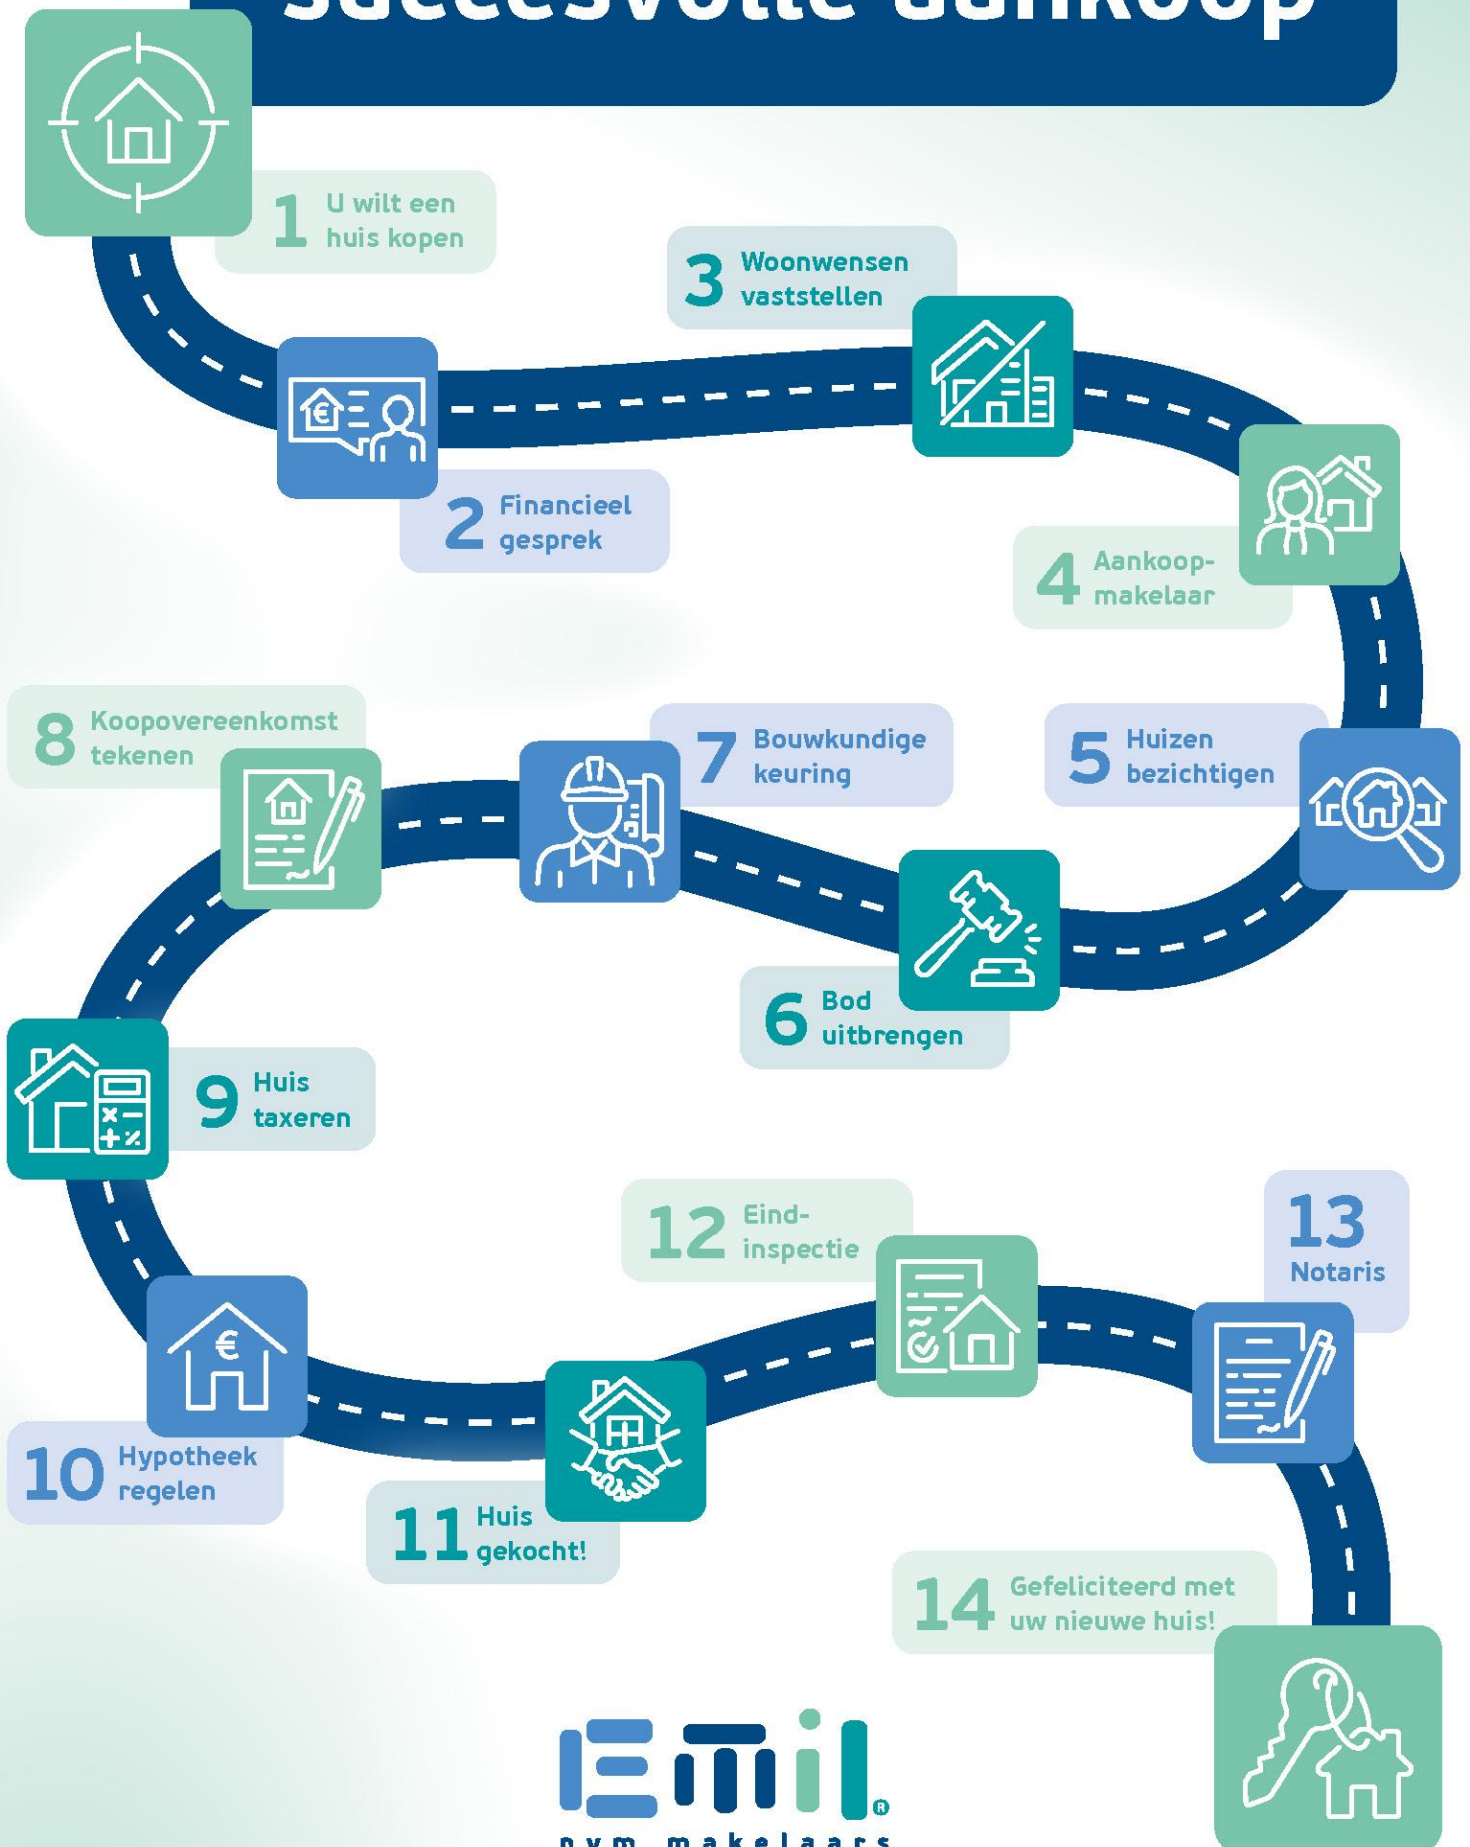 succesvolle aankoop
1 U wilt een
huis kopen
2 Financieel
gesprek
3 Woonwensen
vaststellen
4 Aankoop-
makelaar
5 Huizen
bezichtigen
6 Bod
uitbrengen
7 Bouwkundige
keuring
8 Koopovereenkomst
tekenen
9 Huis
taxeren
10 Hypotheek
regelen
11 Huis
gekocht!
12 Eind-
inspectie
13
Notaris
14 Gefeliciteerd met
uw nieuwe huis!
Emil®
nvm makelaars